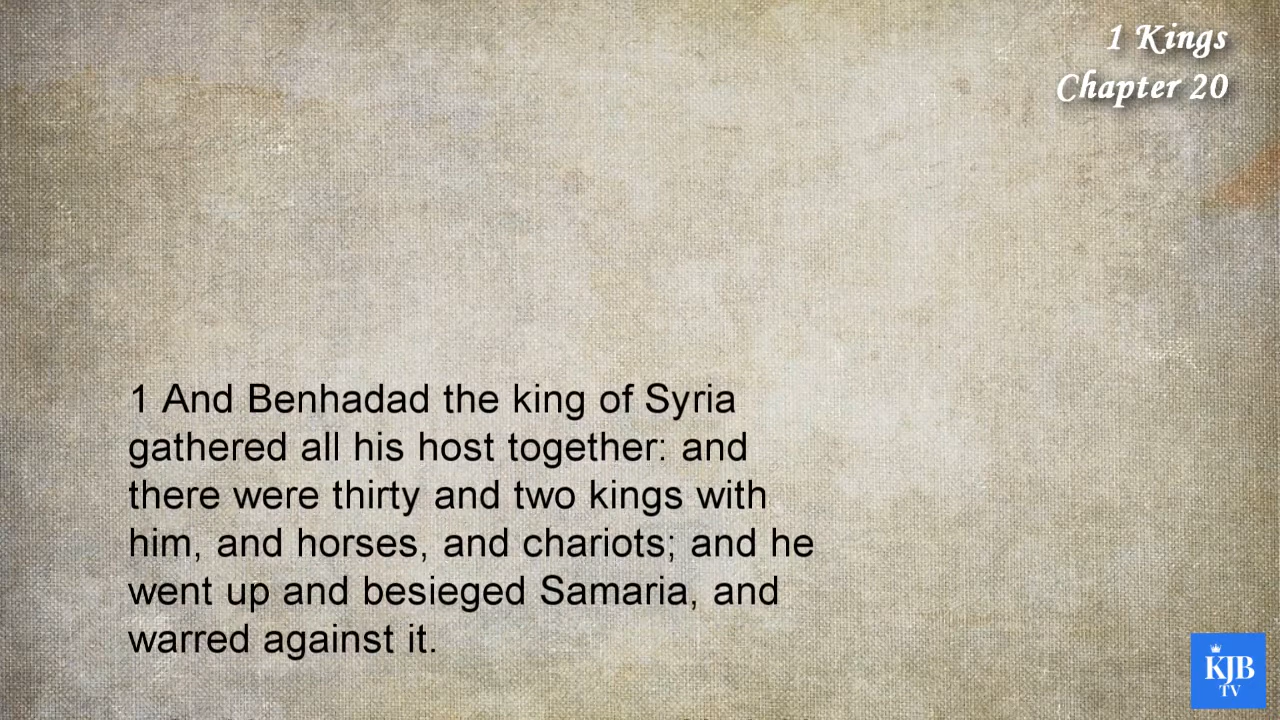 1 Kings
Chapter 20
1 And Benhadad the king of Syria
gathered all his host together: and
there were thirty and two kings with
him, and horses, and chariots; and he
went up and besieged Samaria, and
warred against it.
KJB
TV